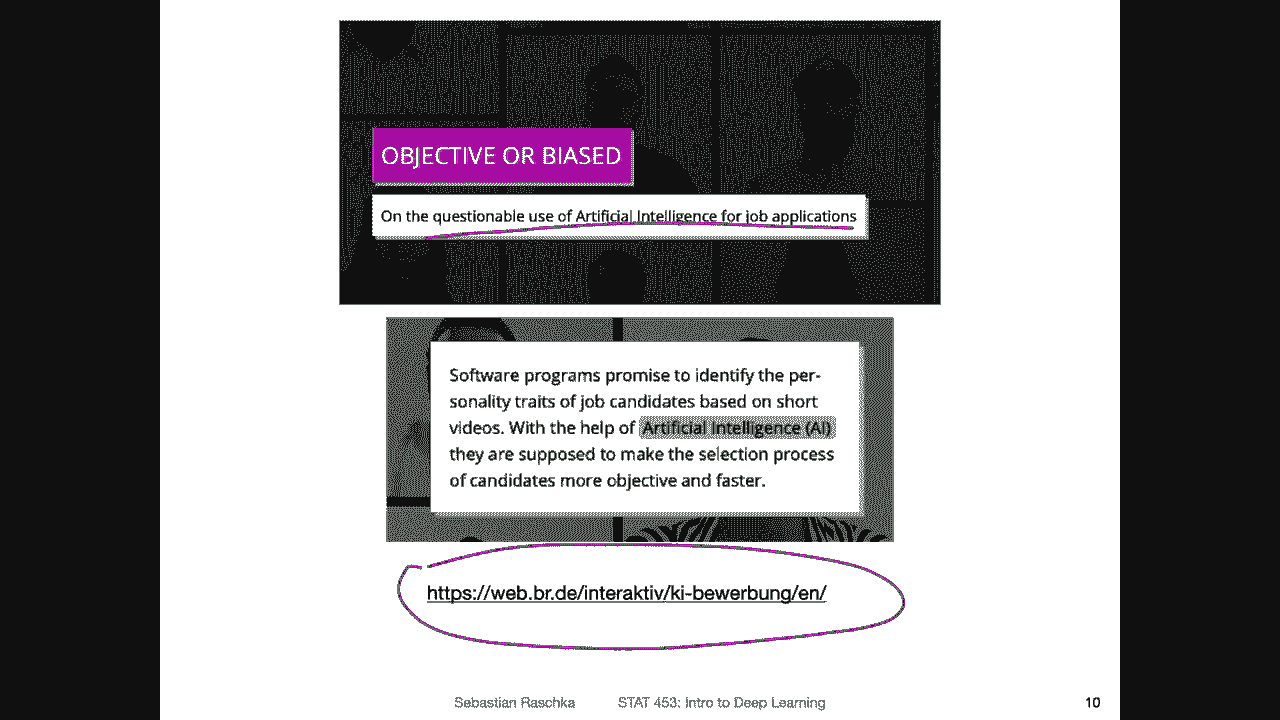 OBJECTIVE OR BIASED
On the questionable use of Artificial Intelligence for job applications
Software programs promise to identify the per-
sonality traits of job candidates based on short
videos. With the help of Artificial Intelligence (AI)
they are supposed to make the selection process
of candidates more objective and faster.
https://web.br.de/interaktiv/ki-bewerbung/en/
Sebastian Raschka STAT 453: Intro to Deep Learning 10